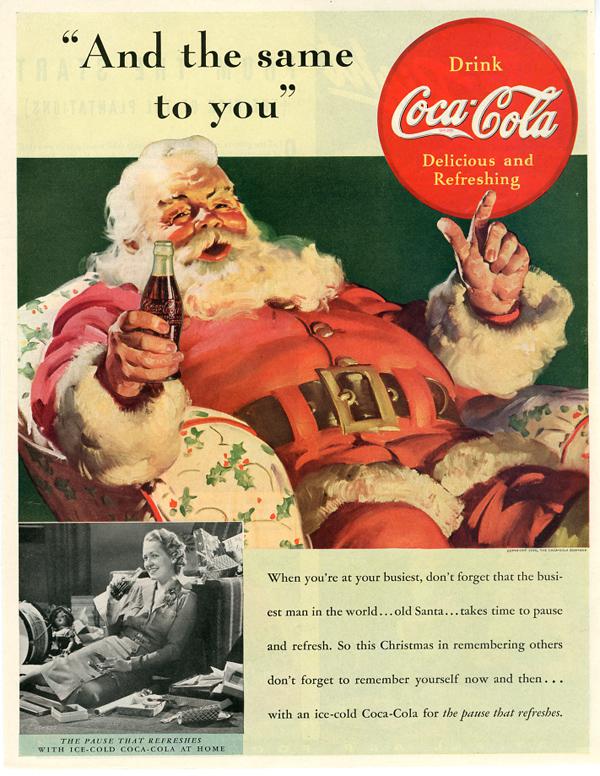 “And the same
to you”
Drink
Coca-Cola
Delicious and
Refreshing
When you're at your busiest, don't forget that the busi-
est man in the world...old Santa...takes time to pause
and refresh. So this Christmas in remembering others
don't forget to remember yourself now and then...
with an ice-cold Coca-Cola for the pause that refreshes.
THE PAUSE THAT REFRESHES
WITH ICE-COLD COCA-COLA AT HOME